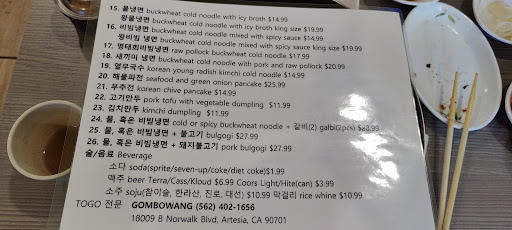 15. 물냉면 buckwheat cold noodle with icy broth $14.99
왕물냉면 buckwheat cold noodle with icy broth king size $19.99
16. 비빔냉면 buckwheat cold noodle mixed with spicy sauce $14.99
왕비빔 냉면 buckwheat cold noodle mixed with spicy sauce king size $19.99
17. 명태회비빔냉면 raw pollock buckwheat cold noodle $17.99
18. 새끼미 냉면 buckwheat cold noodle with pork and raw pollock $20.99
19. 열무국수 korean young radish kimchi cold noodle $14.99
20. 해물파전 seafood and green onion pancake $25.99
21. 부추전 korean chive pancake $14.99
22. 고기만두 pork tofu with vegetable dumpling $11.99
23. 김치만두 kimchi dumpling $11.99
24. 물, 혹은 비빔냉면 cold or spicy buckwheat noodle + 갈비(2) galbi(2pcs) $28.99
25. 물, 혹은 비빔냉면 + 불고기 bulgogi $27.99
26. 물, 혹은 비빔냉면 + 돼지불고기 pork bulgogi $27.99
술/음료 Beverage
소다 soda(sprite/seven-up/coke/diet coke)$1.99
맥주 beer Terra/Cass/Kloud $6.99 Coors Light/Hite(can) $3.99
소주 soju(참이슬, 한라산, 진로, 대선) $10.99 막걸리 rice whine $10.99
TOGO 전문 GOMBOWANG (562) 402-1656
18009 B Norwalk Blvd, Artesia, CA 90701